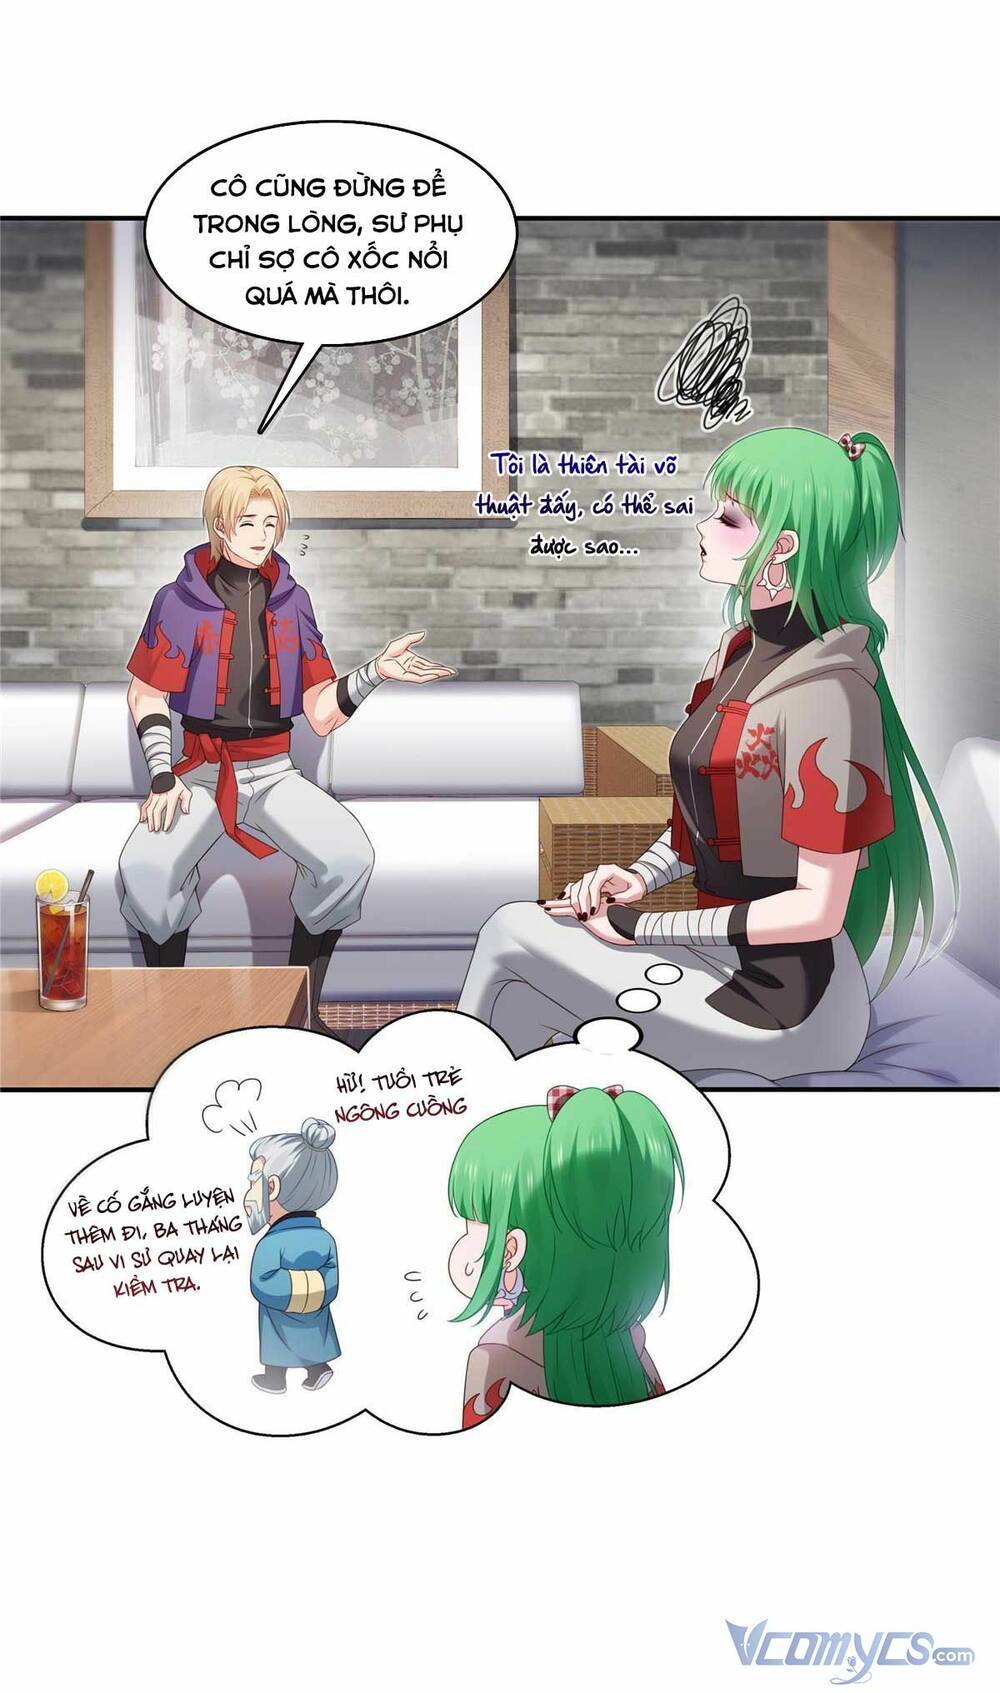 CÔ CŨNG ĐỪNG ĐỂ
TRONG LÒNG, SƯ PHỤ
CHỈ SỢ CÔ XỐC NỔI
QUÁ MÀ THÔI.
Tôi là thiên tài võ
thuật đấy, có thể sai
được sao...
HỪ! TUỔI TRẺ
NGÔNG CUỒNG
VỀ CỐ GẮNG LUYỆN
THÊM ĐI, BA THÁNG
SAU VI SƯ QUAY LẠI
KIỂM TRA.
Vcomycs.com